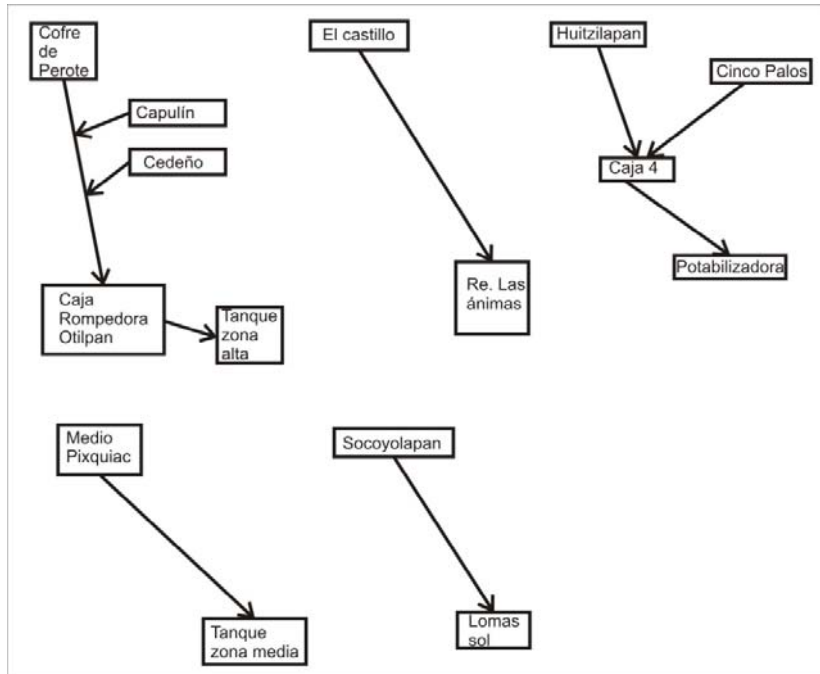 Cofre
de
Perote
Capulín
Cedeño
Caja
Rompedora
Otilpan
Tanque
zona
alta
El castillo
Re. Las
ánimas
Huitzilapan
Cinco Palos
Caja 4
Potabilizadora
Medio
Pixquiac
Tanque
zona media
Socoyolapan
Lomas
sol